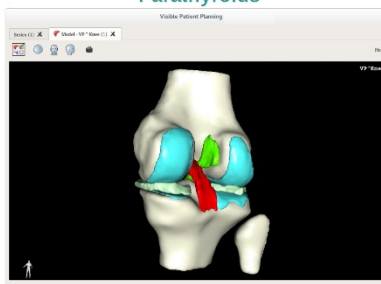 Parathyroids
Visible Patient Planning
Series (1) X
Model - VP ^ Knee (1) X
VP ^Knee